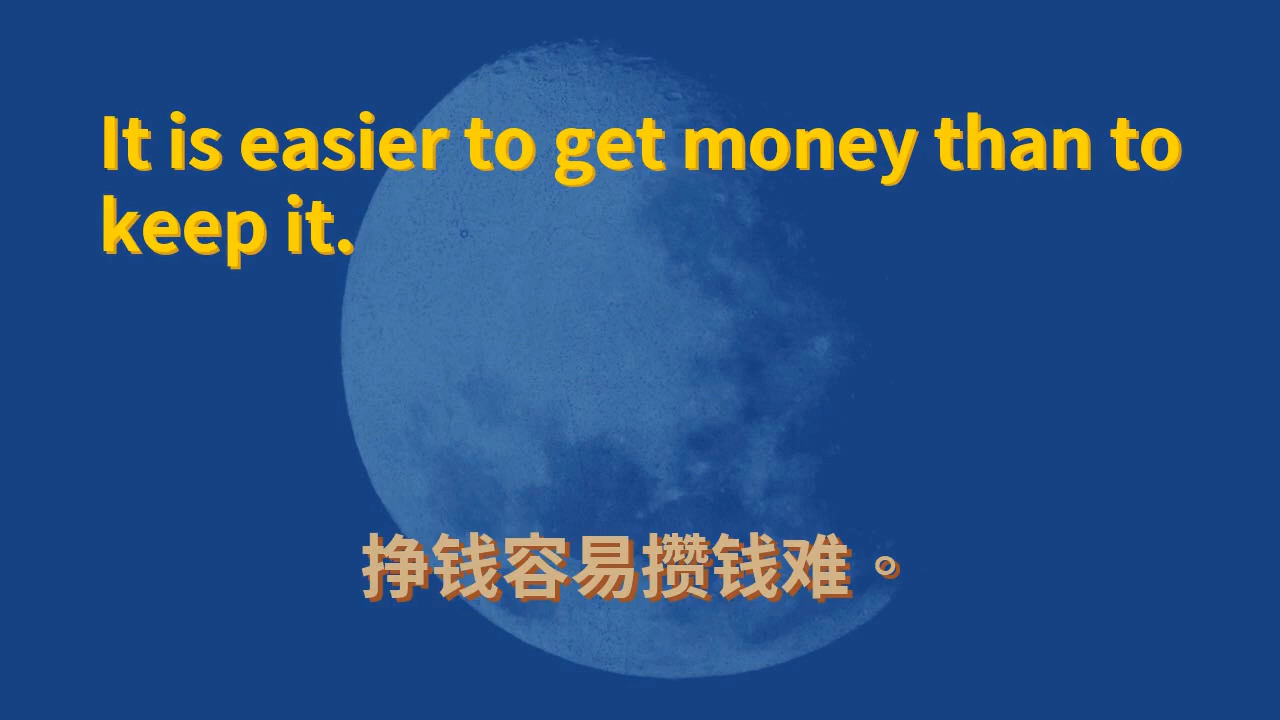 It is easier to get money than to
keep it.
挣钱容易攒钱难。